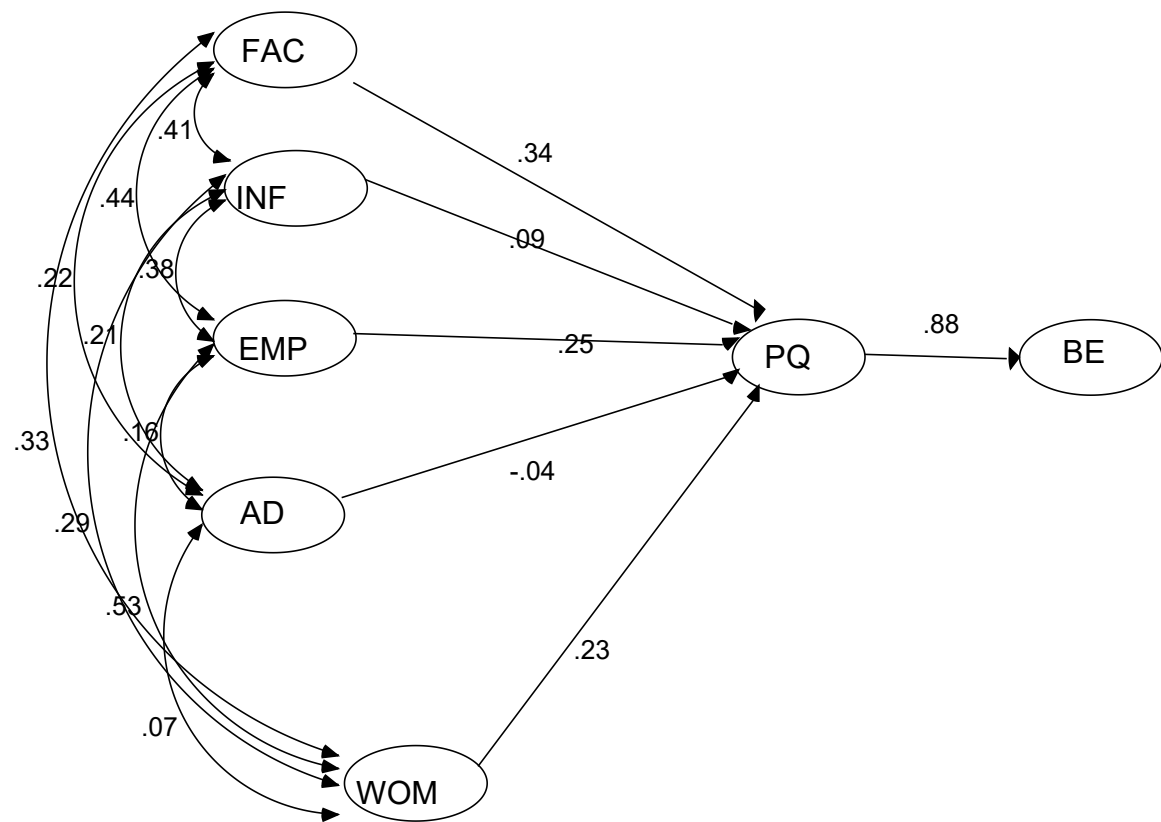 FAC
.41
.34
.44
INF
.09
.22
.38
.21
EMP
.25
PQ
.88
BE
.33
.16
-.04
.29
AD
.53
.23
.07
WOM